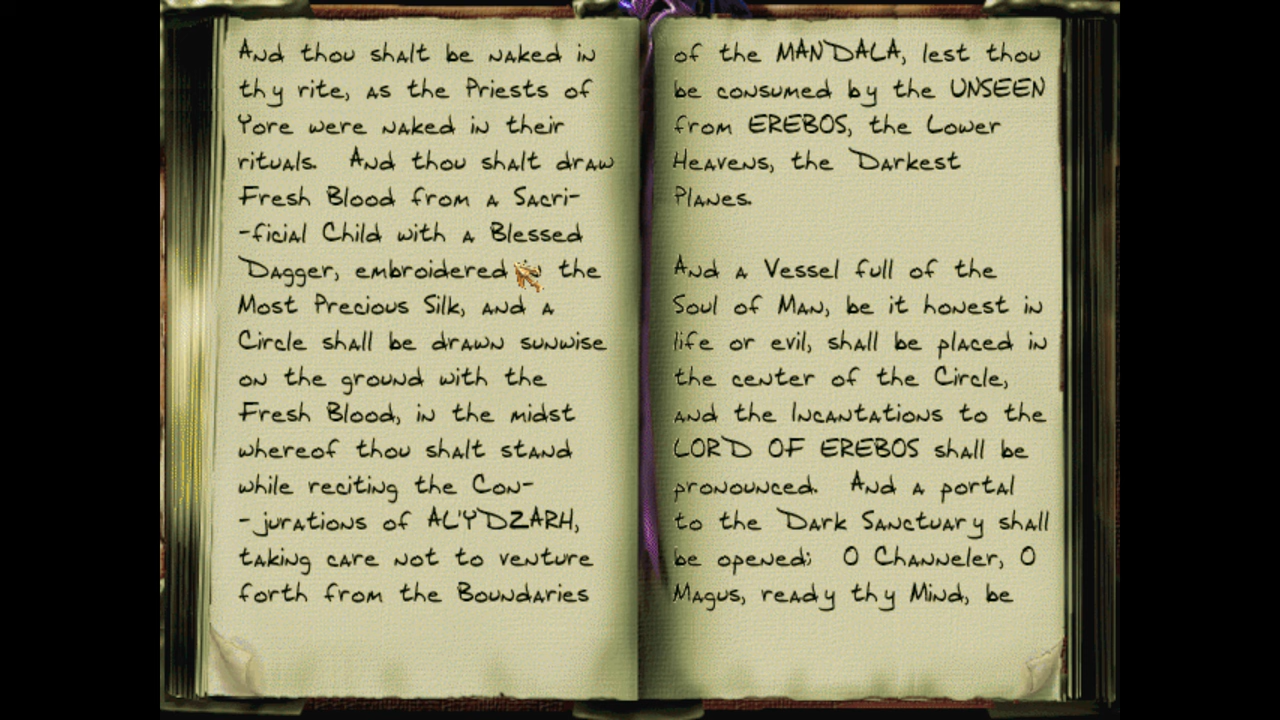 And thou shalt be naked in
thy rite, as the Priests of
Yore were naked in their
rituals. And thou shalt draw
Fresh Blood from a Sacri-
-ficial Child with a Blessed
Dagger, embroidered the
Most Precious Silk, and a
Circle shall be drawn sunwise
on the ground with the
Fresh Blood, in the midst
whereof thou shalt stand
while reciting the Con-
-jurations of AL'YDZARH,
taking care not to venture
forth from the Boundaries
of the MANDALA, lest thou
be consumed by the UNSEEN
from EREBOS, the Lower
Heavens, the Darkest
Planes.
And a Vessel full of the
Soul of Man, be it honest in
life or evil, shall be placed in
the center of the Circle,
and the Incantations to the
LORD OF EREBOS shall be
pronounced. And a portal
to the Dark Sanctuary shall
be opened; O Channeler, O
Magus, ready thy Mind, be